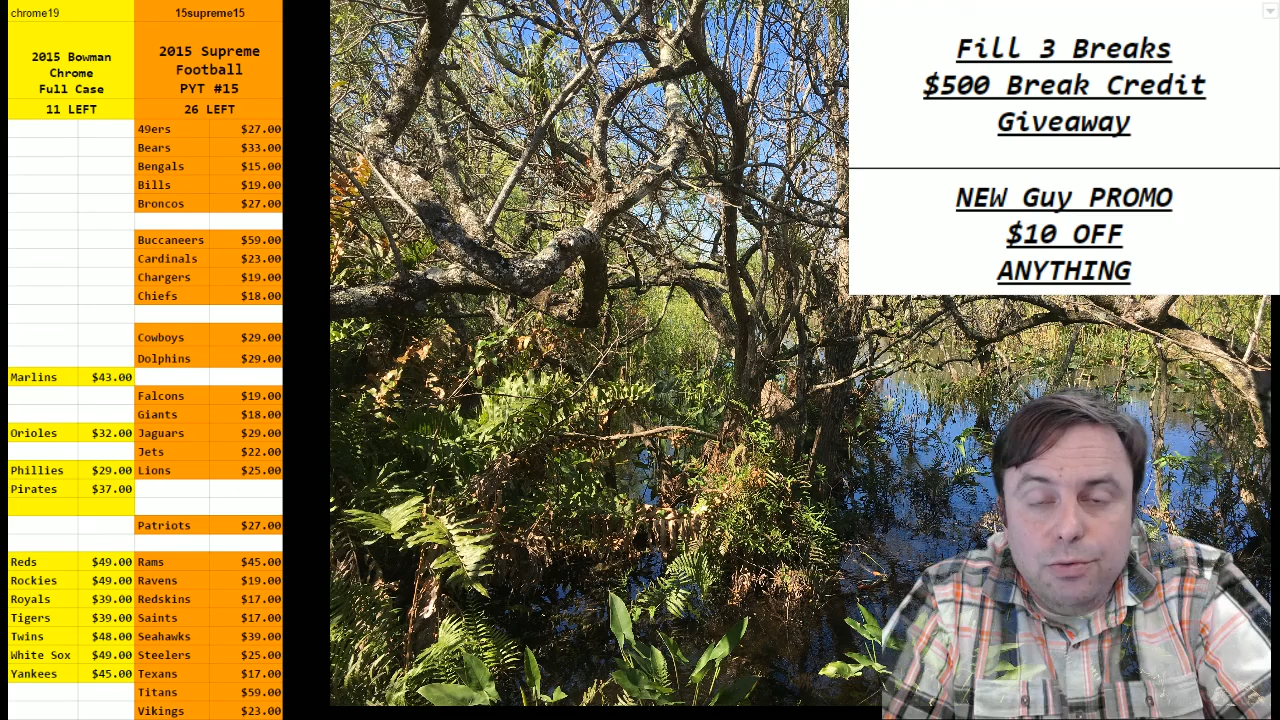 chrome19 15supreme15
2015 Bowman
Chrome
Full Case
2015 Supreme
Football
PYT #15
11 LEFT 26 LEFT
49ers $27.00
Bears $33.00
Bengals $15.00
Bills $19.00
Broncos $27.00
Buccaneers $59.00
Cardinals $23.00
Chargers $19.00
Chiefs $18.00
Cowboys $29.00
Dolphins $29.00
Marlins $43.00
Falcons $19.00
Giants $18.00
Orioles $32.00 Jaguars $29.00
Jets $22.00
Phillies $29.00 Lions $25.00
Pirates $37.00
Patriots $27.00
Reds $49.00 Rams $45.00
Rockies $49.00 Ravens $19.00
Royals $39.00 Redskins $17.00
Tigers $39.00 Saints $17.00
Twins $48.00 Seahawks $39.00
White Sox $49.00 Steelers $25.00
Yankees $45.00 Texans $17.00
Titans $59.00
Vikings $23.00
Fill 3 Breaks
$500 Break Credit
Giveaway
NEW Guy PROMO
$10 OFF
ANYTHING